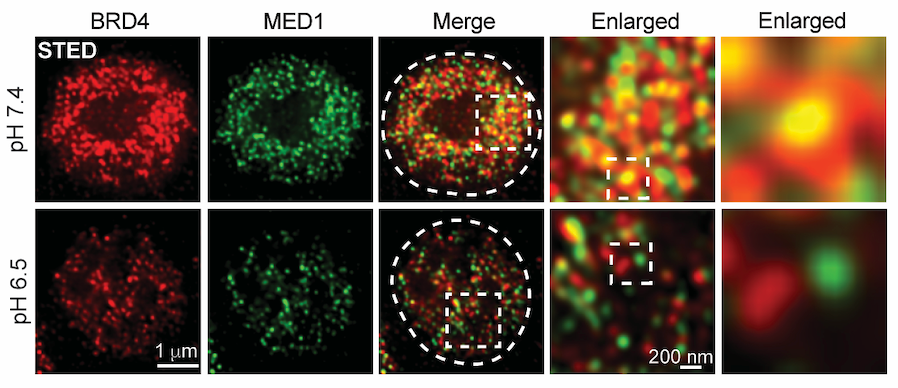 BRD4 MED1 Merge Enlarged Enlarged
STED
pH 7.4
pH 6.5
1 μm
200 nm